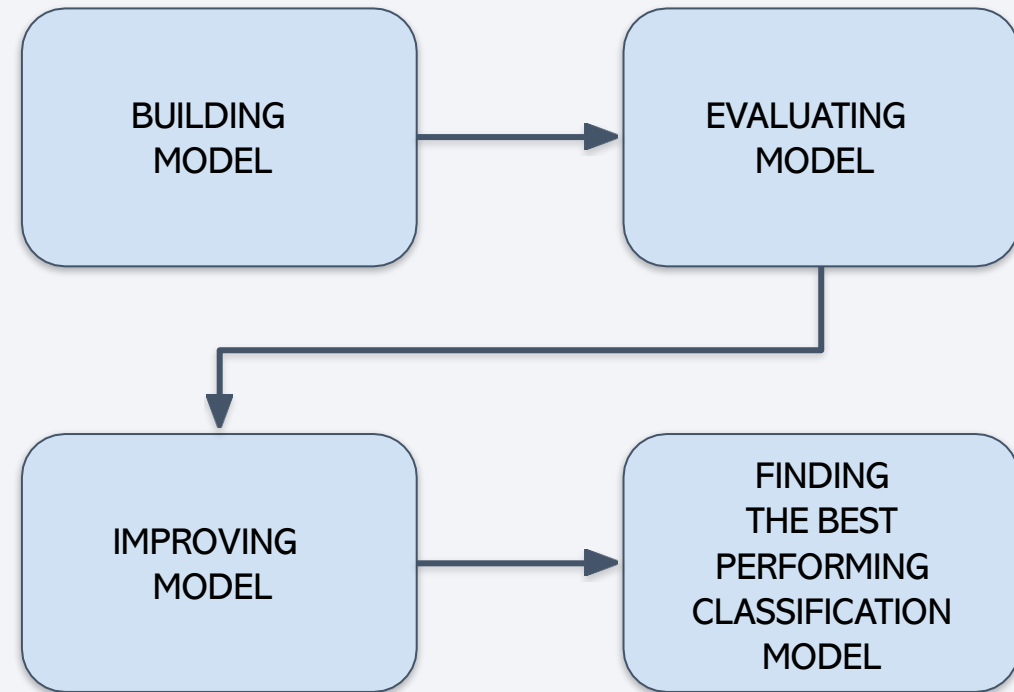 BUILDING
MODEL
EVALUATING
MODEL
IMPROVING
MODEL
FINDING
THE BEST
PERFORMING
CLASSIFICATION
MODEL